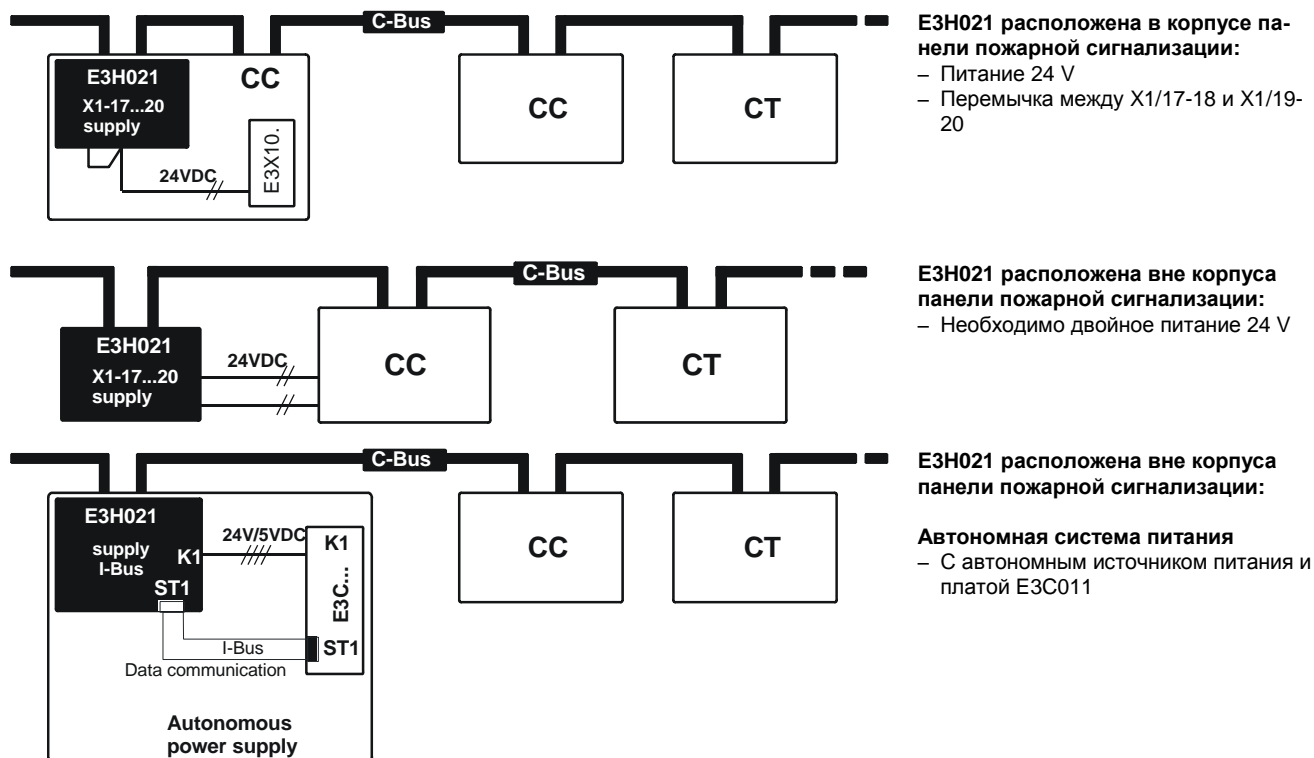 C-Bus
E3H021
X1-17...20
supply
CC
24VDC
E3X10.
CC
CT
E3H021 расположена в корпусе па-
нели пожарной сигнализации:
– Питание 24 V
– Перемычка между X1/17-18 и X1/19-
20
C-Bus
E3H021
X1-17...20
supply
24VDC
CC
CT
E3H021 расположена вне корпуса
панели пожарной сигнализации:
– Необходимо двойное питание 24 V
C-Bus
E3H021
supply
I-Bus
K1
ST1
24V/5VDC
K1
E3C...
ST1
I-Bus
Data communication
Autonomous
power supply
CC
CT
E3H021 расположена вне корпуса
панели пожарной сигнализации:
Автономная система питания
– С автономным источником питания и
платой E3C011